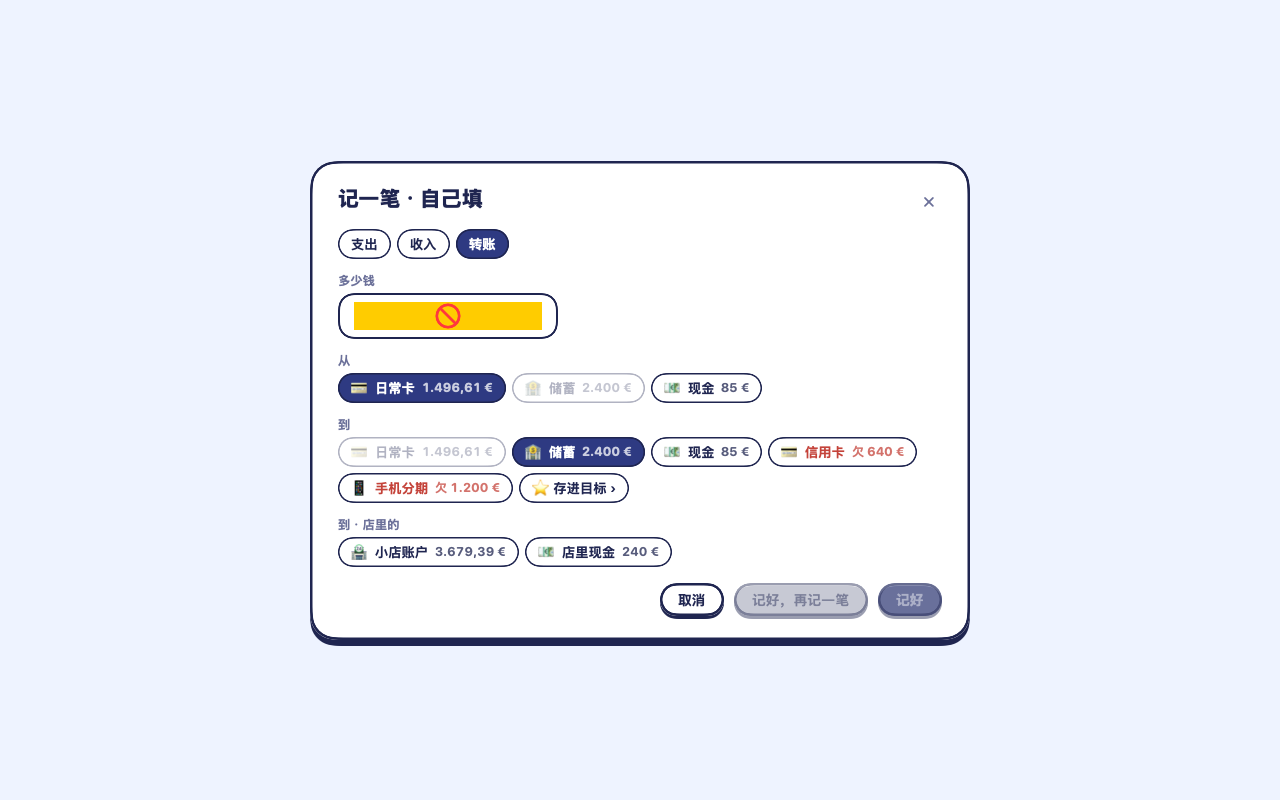 记一笔 · 自己填
×
支出 收入 转账
多少钱
从
日常卡 1.496,61 € 储蓄 2.400 € 现金 85 €
到
日常卡 1.496,61 € 储蓄 2.400 € 现金 85 € 信用卡 欠 640 €
手机分期 欠 1.200 € 存进目标 ›
到 · 店里的
小店账户 3.679,39 € 店里现金 240 €
取消 记好，再记一笔 记好